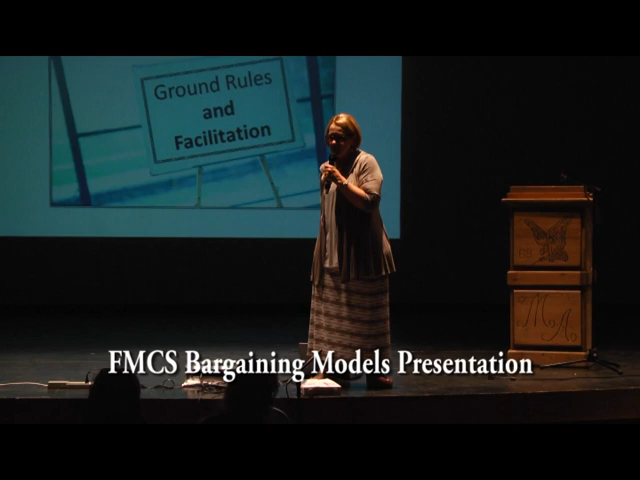 Ground Rules
and
Facilitation
M A
FMCS Bargaining Models Presentation